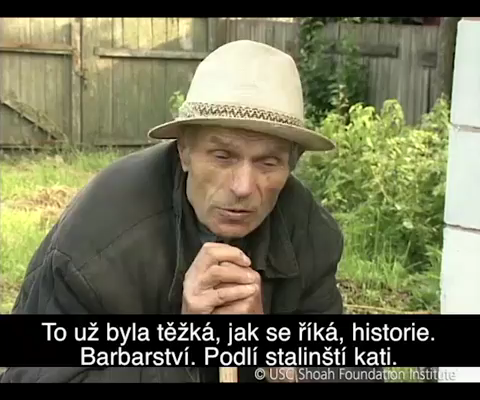 To už byla těžká, jak se říká, historie.
Barbarství. Podlí stalinští kati.
© USC Shoah Foundation Institute